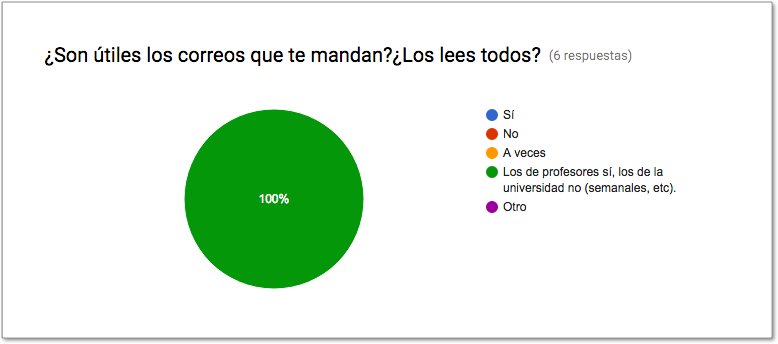 ¿Son útiles los correos que te mandan?¿Los lees todos? (6 respuestas)
Sí
No
A veces
Los de profesores sí, los de la
universidad no (semanales, etc).
Otro
100%